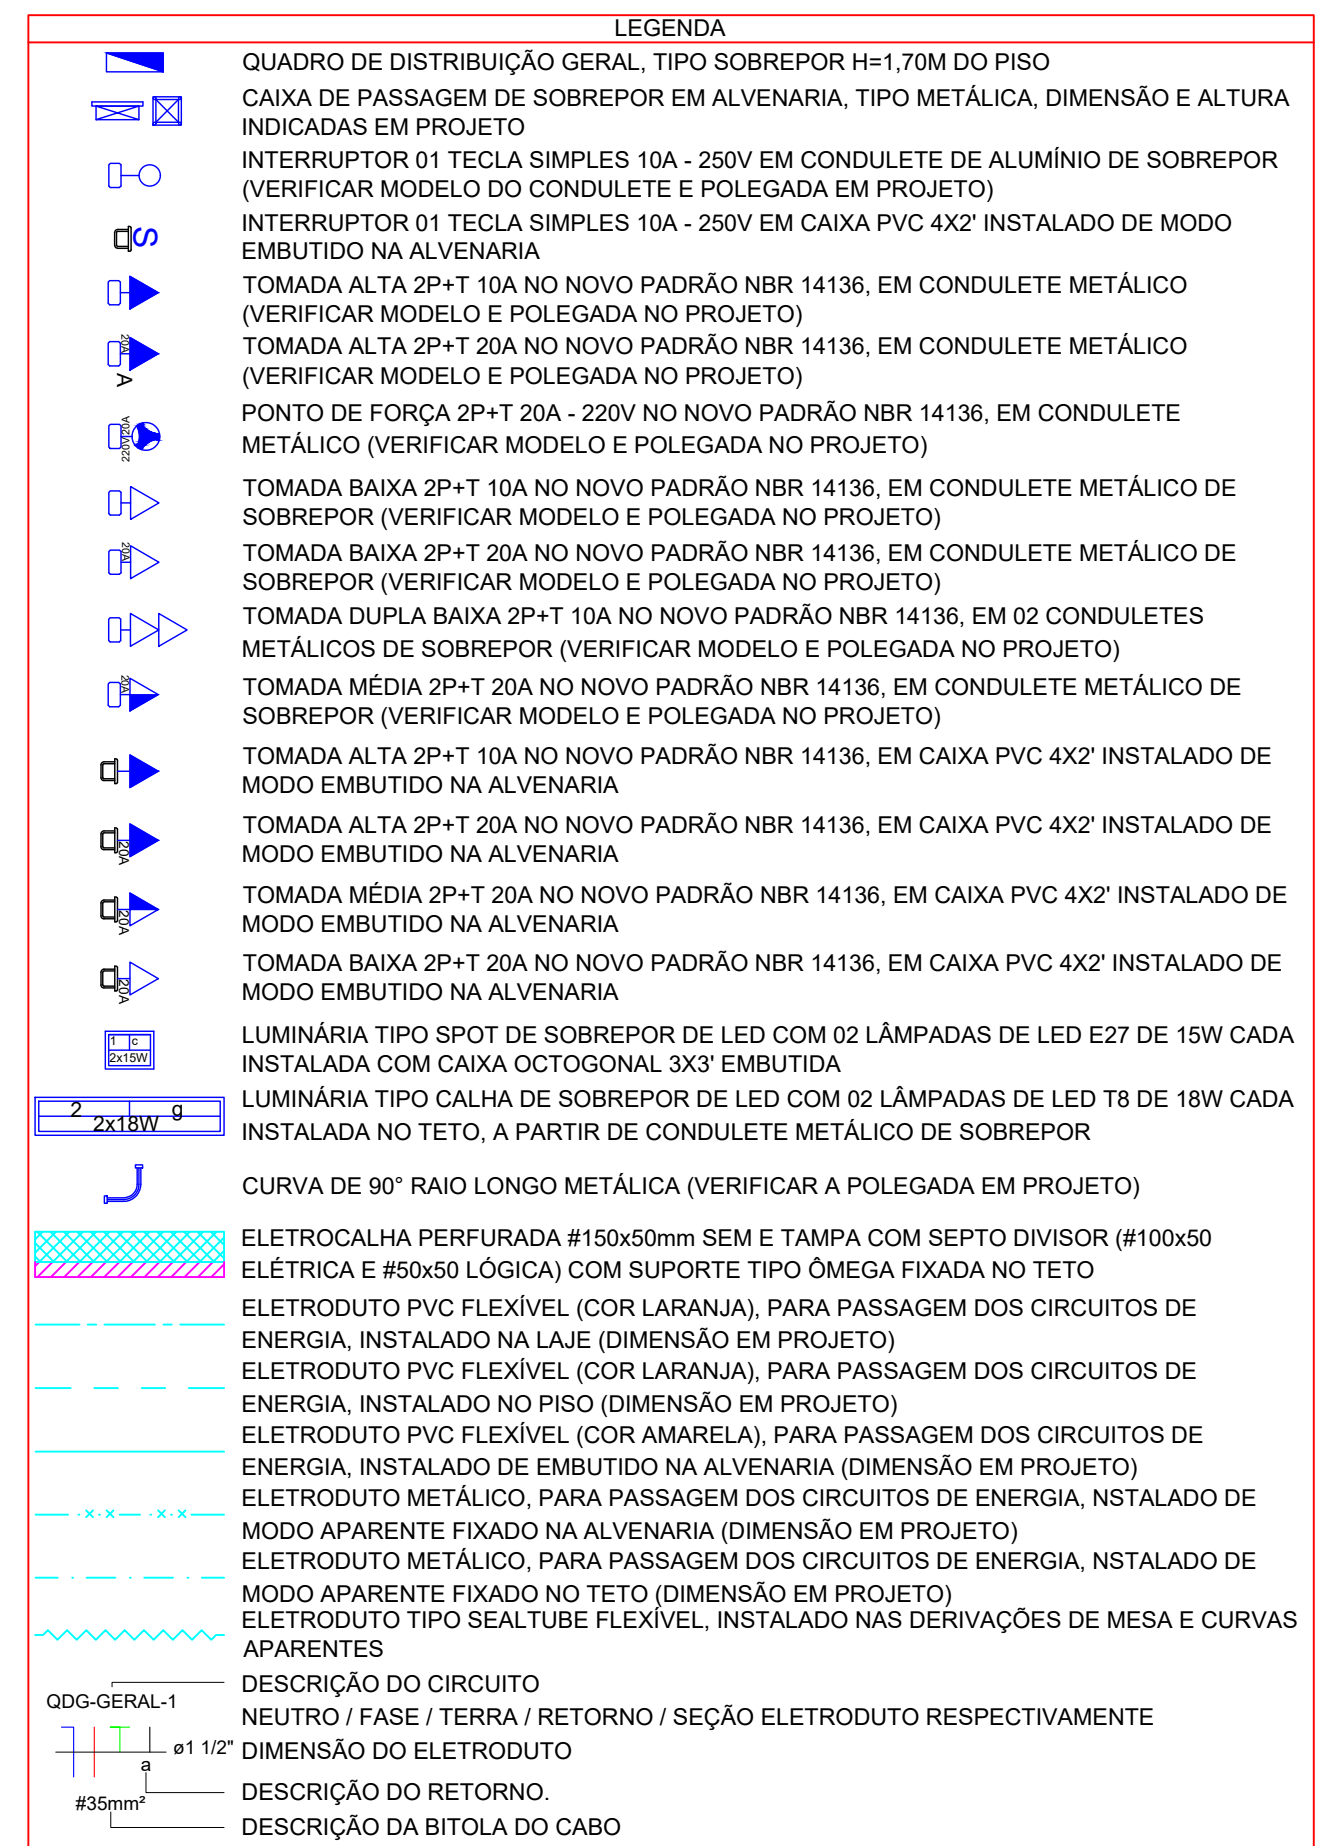 LEGENDA
QUADRO DE DISTRIBUIÇÃO GERAL, TIPO SOBREPOR H=1,70M DO PISO
CAIXA DE PASSAGEM DE SOBREPOR EM ALVENARIA, TIPO METÁLICA, DIMENSÃO E ALTURA
INDICADAS EM PROJETO
INTERRUPTOR 01 TECLA SIMPLES 10A - 250V EM CONDULETE DE ALUMÍNIO DE SOBREPOR
(VERIFICAR MODELO DO CONDULETE E POLEGADA EM PROJETO)
S
INTERRUPTOR 01 TECLA SIMPLES 10A - 250V EM CAIXA PVC 4X2' INSTALADO DE MODO
EMBUTIDO NA ALVENARIA
TOMADA ALTA 2P+T 10A NO NOVO PADRÃO NBR 14136, EM CONDULETE METÁLICO
(VERIFICAR MODELO E POLEGADA NO PROJETO)
20A
A
TOMADA ALTA 2P+T 20A NO NOVO PADRÃO NBR 14136, EM CONDULETE METÁLICO
(VERIFICAR MODELO E POLEGADA NO PROJETO)
220V/20A
PONTO DE FORÇA 2P+T 20A - 220V NO NOVO PADRÃO NBR 14136, EM CONDULETE
METÁLICO (VERIFICAR MODELO E POLEGADA NO PROJETO)
TOMADA BAIXA 2P+T 10A NO NOVO PADRÃO NBR 14136, EM CONDULETE METÁLICO DE
SOBREPOR (VERIFICAR MODELO E POLEGADA NO PROJETO)
20A
TOMADA BAIXA 2P+T 20A NO NOVO PADRÃO NBR 14136, EM CONDULETE METÁLICO DE
SOBREPOR (VERIFICAR MODELO E POLEGADA NO PROJETO)
TOMADA DUPLA BAIXA 2P+T 10A NO NOVO PADRÃO NBR 14136, EM 02 CONDULETES
METÁLICOS DE SOBREPOR (VERIFICAR MODELO E POLEGADA NO PROJETO)
20A
TOMADA MÉDIA 2P+T 20A NO NOVO PADRÃO NBR 14136, EM CONDULETE METÁLICO DE
SOBREPOR (VERIFICAR MODELO E POLEGADA NO PROJETO)
TOMADA ALTA 2P+T 10A NO NOVO PADRÃO NBR 14136, EM CAIXA PVC 4X2' INSTALADO DE
MODO EMBUTIDO NA ALVENARIA
20A
TOMADA ALTA 2P+T 20A NO NOVO PADRÃO NBR 14136, EM CAIXA PVC 4X2' INSTALADO DE
MODO EMBUTIDO NA ALVENARIA
20A
TOMADA MÉDIA 2P+T 20A NO NOVO PADRÃO NBR 14136, EM CAIXA PVC 4X2' INSTALADO DE
MODO EMBUTIDO NA ALVENARIA
20A
TOMADA BAIXA 2P+T 20A NO NOVO PADRÃO NBR 14136, EM CAIXA PVC 4X2' INSTALADO DE
MODO EMBUTIDO NA ALVENARIA
1 c
2x15W
LUMINÁRIA TIPO SPOT DE SOBREPOR DE LED COM 02 LÂMPADAS DE LED E27 DE 15W CADA
INSTALADA COM CAIXA OCTOGONAL 3X3' EMBUTIDA
2 g
2x18W
LUMINÁRIA TIPO CALHA DE SOBREPOR DE LED COM 02 LÂMPADAS DE LED T8 DE 18W CADA
INSTALADA NO TETO, A PARTIR DE CONDULETE METÁLICO DE SOBREPOR
CURVA DE 90° RAIO LONGO METÁLICA (VERIFICAR A POLEGADA EM PROJETO)
ELETROCALHA PERFURADA #150x50mm SEM E TAMPA COM SEPTO DIVISOR (#100x50
ELÉTRICA E #50x50 LÓGICA) COM SUPORTE TIPO ÔMEGA FIXADA NO TETO
ELETRODUTO PVC FLEXÍVEL (COR LARANJA), PARA PASSAGEM DOS CIRCUITOS DE
ENERGIA, INSTALADO NA LAJE (DIMENSÃO EM PROJETO)
ELETRODUTO PVC FLEXÍVEL (COR LARANJA), PARA PASSAGEM DOS CIRCUITOS DE
ENERGIA, INSTALADO NO PISO (DIMENSÃO EM PROJETO)
ELETRODUTO PVC FLEXÍVEL (COR AMARELA), PARA PASSAGEM DOS CIRCUITOS DE
ENERGIA, INSTALADO DE EMBUTIDO NA ALVENARIA (DIMENSÃO EM PROJETO)
ELETRODUTO METÁLICO, PARA PASSAGEM DOS CIRCUITOS DE ENERGIA, NSTALADO DE
MODO APARENTE FIXADO NA ALVENARIA (DIMENSÃO EM PROJETO)
ELETRODUTO METÁLICO, PARA PASSAGEM DOS CIRCUITOS DE ENERGIA, NSTALADO DE
MODO APARENTE FIXADO NO TETO (DIMENSÃO EM PROJETO)
ELETRODUTO TIPO SEALTUBE FLEXÍVEL, INSTALADO NAS DERIVAÇÕES DE MESA E CURVAS
APARENTES
DESCRIÇÃO DO CIRCUITO
QDG-GERAL-1
NEUTRO / FASE / TERRA / RETORNO / SEÇÃO ELETRODUTO RESPECTIVAMENTE
ø1 1/2" DIMENSÃO DO ELETRODUTO
a
DESCRIÇÃO DO RETORNO.
#35mm²
DESCRIÇÃO DA BITOLA DO CABO